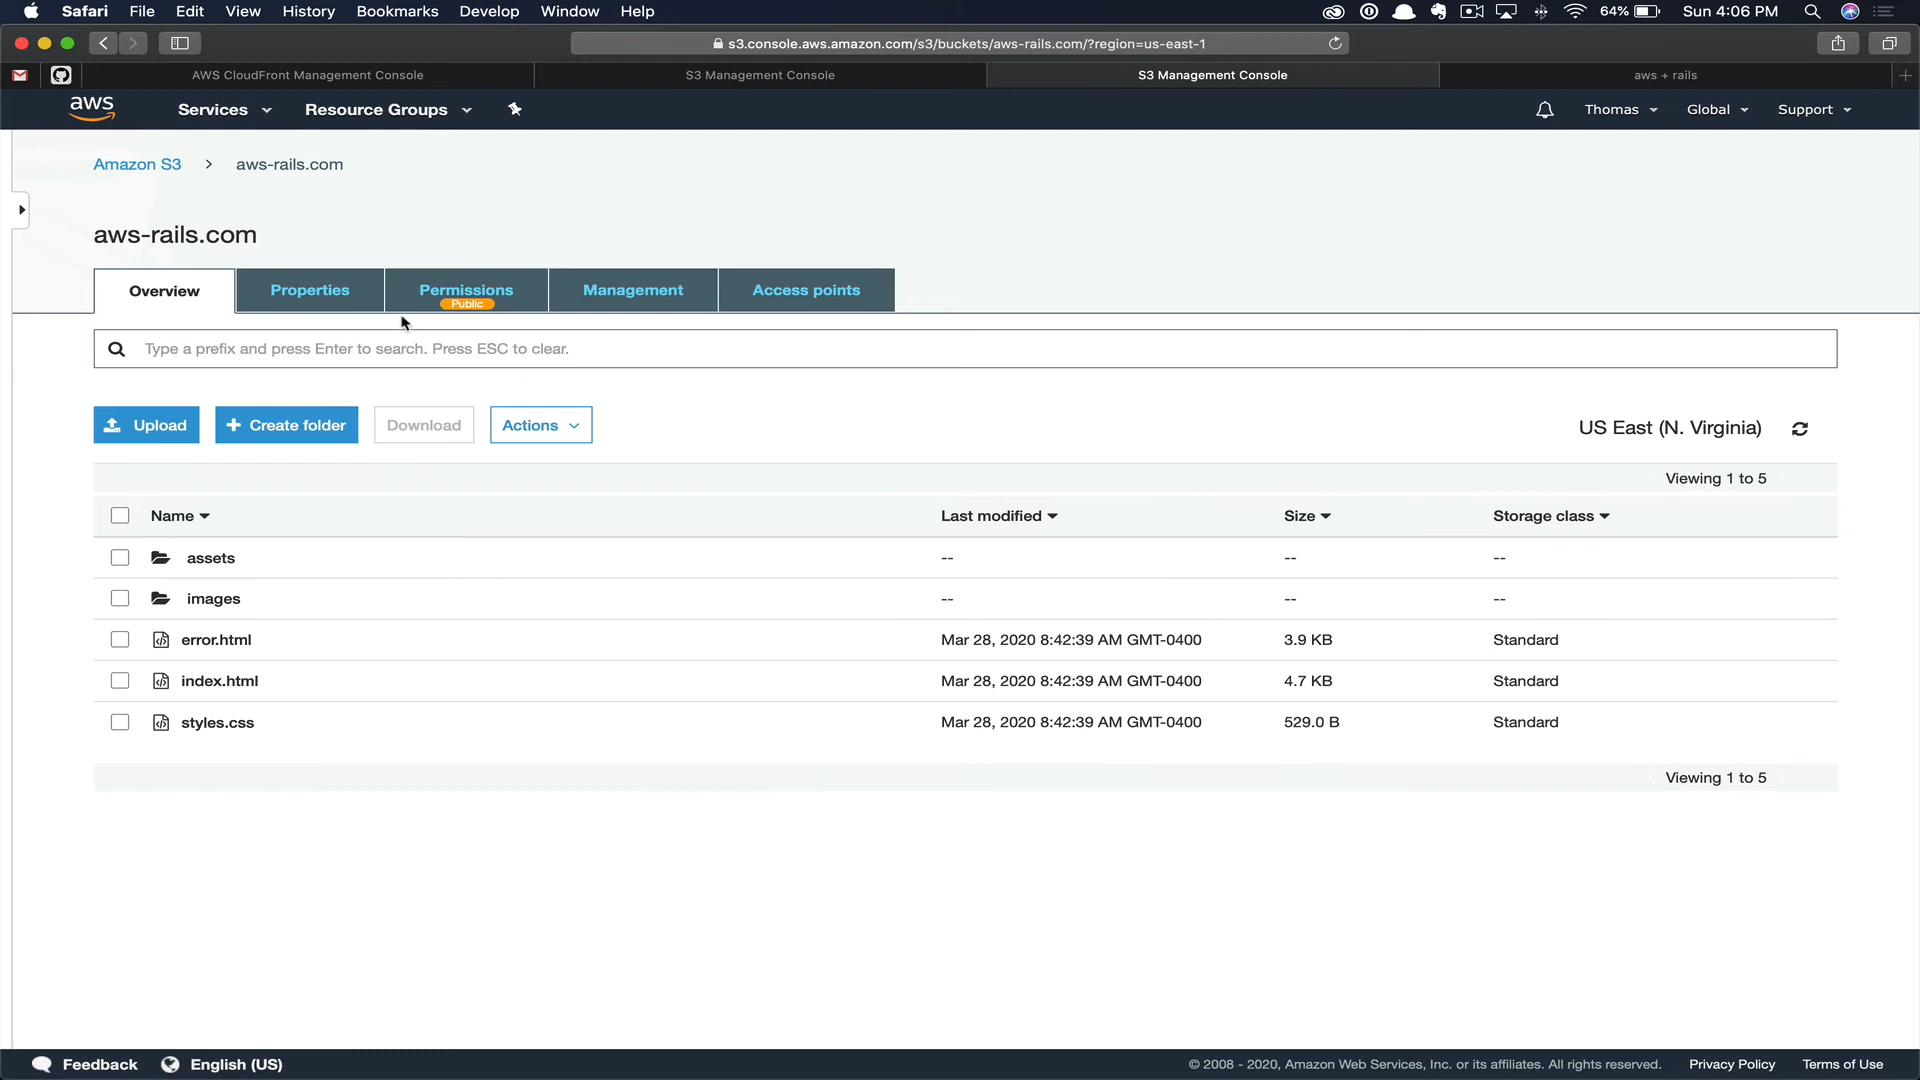 Safari File Edit View History Bookmarks Develop Window Help 64% Sun 4:06 PM
s3.console.aws.amazon.com/s3/buckets/aws-rails.com/?region=us-east-1
AWS CloudFront Management Console S3 Management Console S3 Management Console aws + rails
aws Services Resource Groups Thomas Global Support
Amazon S3 > aws-rails.com
aws-rails.com
Overview Properties Permissions Management Access points
Public
Type a prefix and press Enter to search. Press ESC to clear.
Upload Create folder Download Actions US East (N. Virginia)
Viewing 1 to 5
Name Last modified Size Storage class
assets -- -- --
images -- -- --
error.html Mar 28, 2020 8:42:39 AM GMT-0400 3.9 KB Standard
index.html Mar 28, 2020 8:42:39 AM GMT-0400 4.7 KB Standard
styles.css Mar 28, 2020 8:42:39 AM GMT-0400 529.0 B Standard
Viewing 1 to 5
Feedback English (US) © 2008 - 2020, Amazon Web Services, Inc. or its affiliates. All rights reserved. Privacy Policy Terms of Use